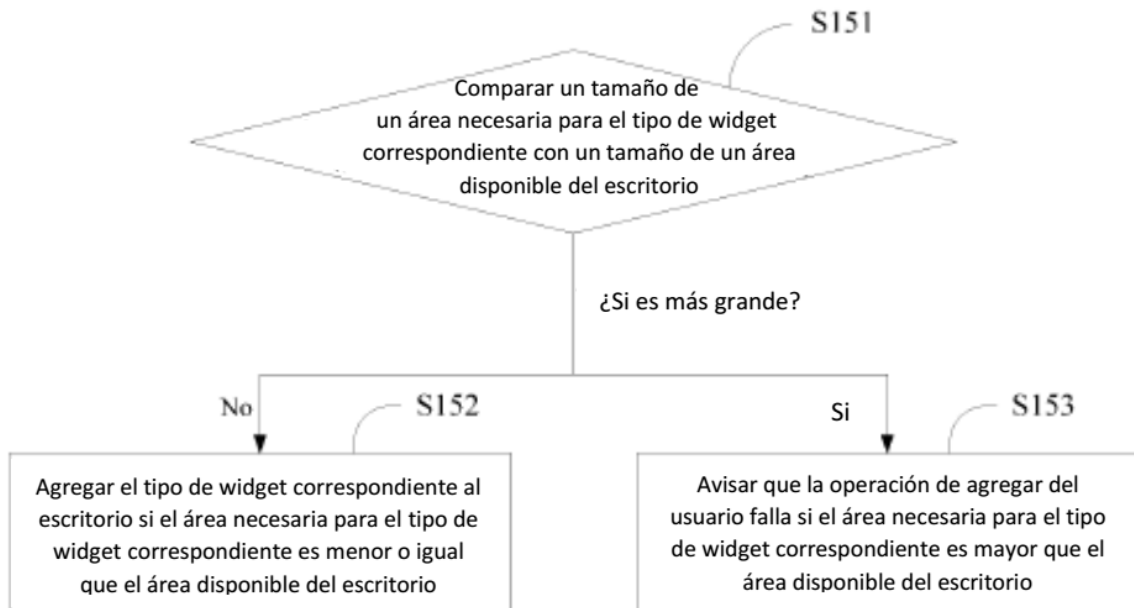 S151
Comparar un tamaño de
un área necesaria para el tipo de widget
correspondiente con un tamaño de un área
disponible del escritorio
¿Si es más grande?
No
S152
Si
S153
Agregar el tipo de widget correspondiente al
escritorio si el área necesaria para el tipo de
widget correspondiente es menor o igual
que el área disponible del escritorio
Avisar que la operación de agregar del
usuario falla si el área necesaria para el tipo
de widget correspondiente es mayor que el
área disponible del escritorio